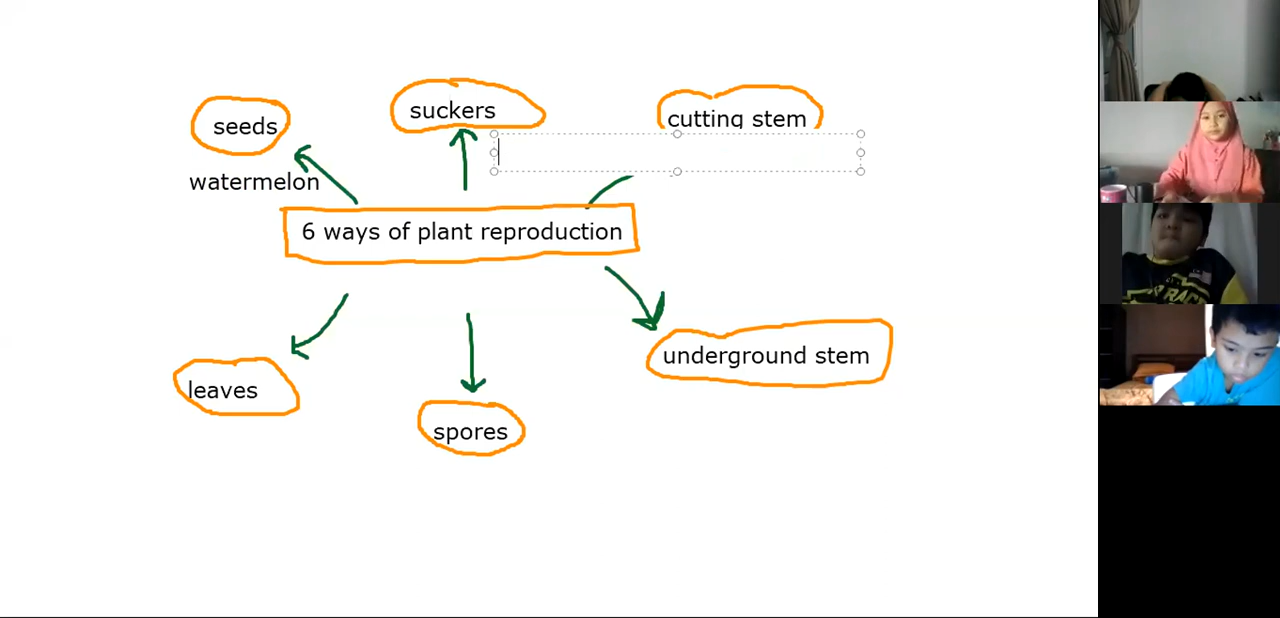 seeds
suckers
cutting stem
watermelon
6 ways of plant reproduction
leaves
spores
underground stem